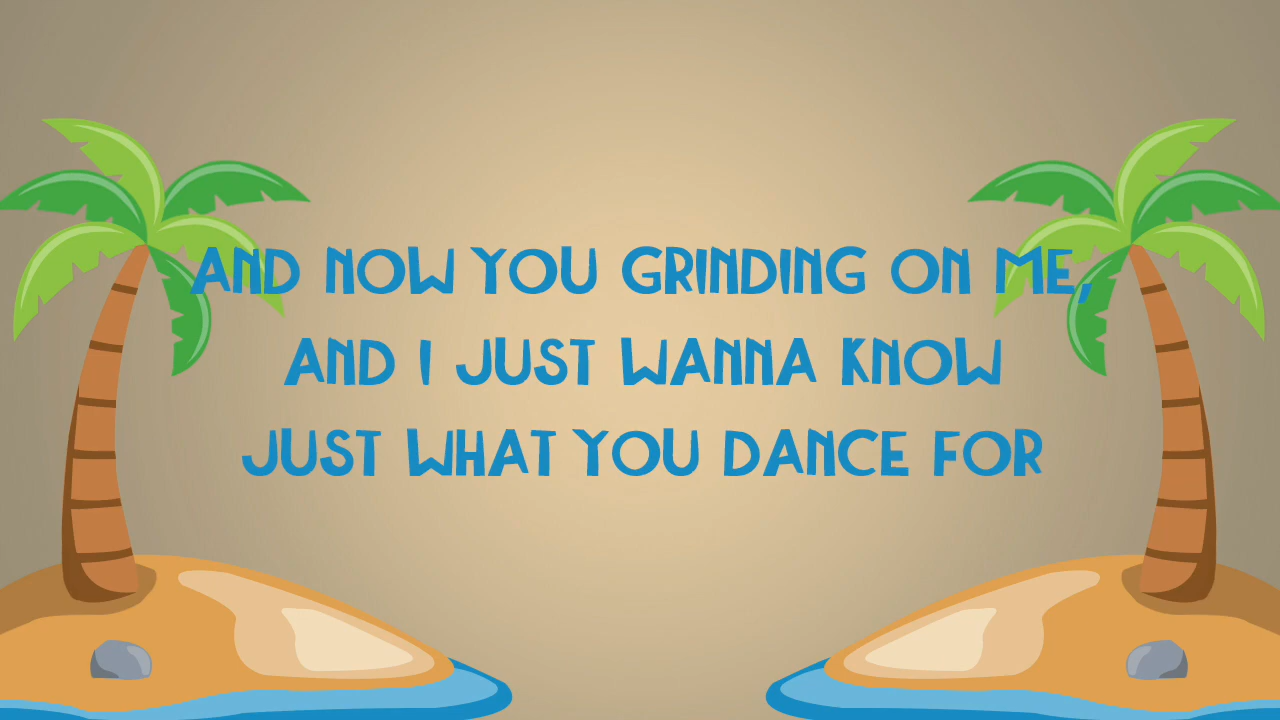 AND NOW YOU GRINDING ON ME,
AND I JUST WANNA KNOW
JUST WHAT YOU DANCE FOR